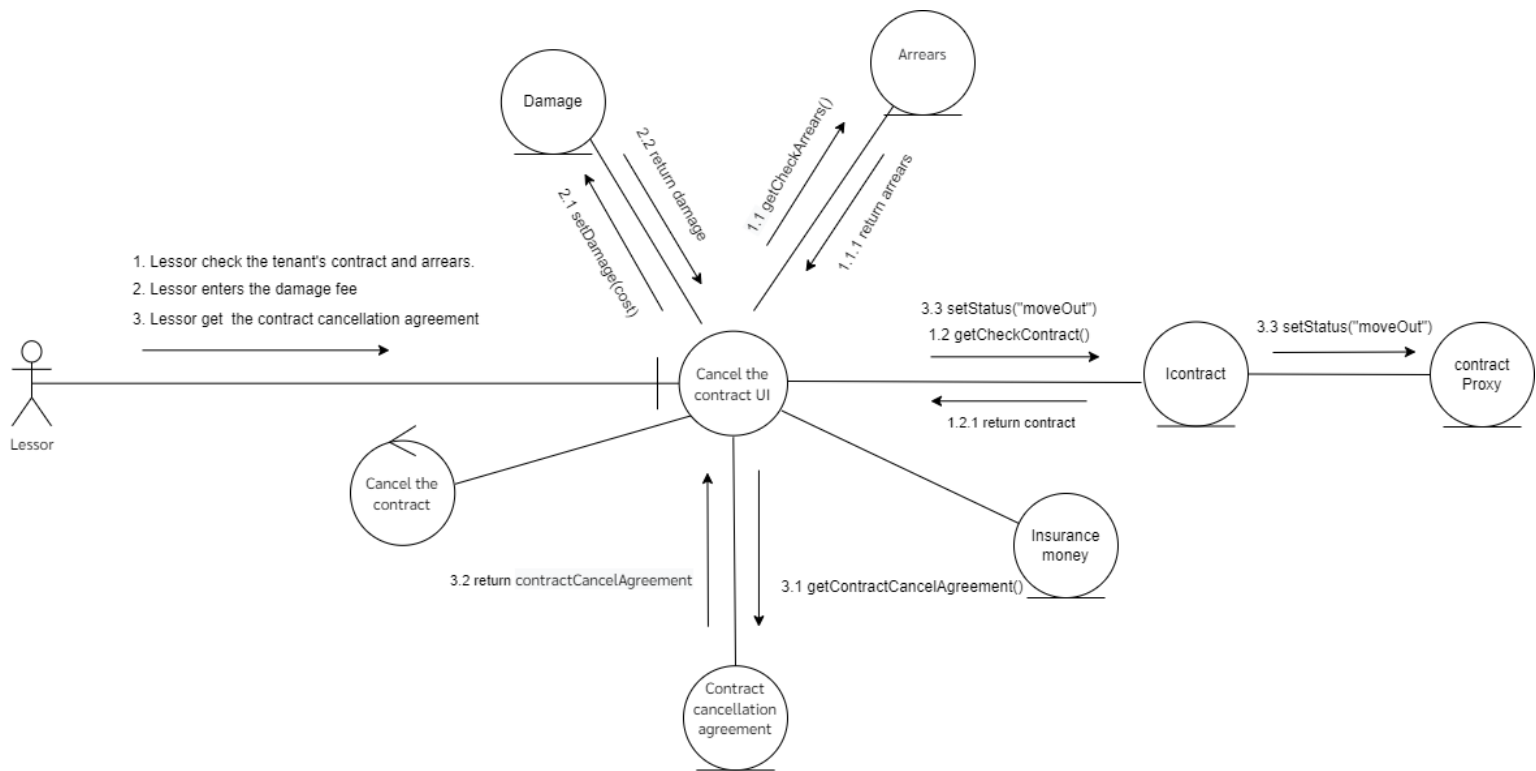 Arrears
Damage
2.2 return damage
2.1 setDamage(cost)
1.1 getCheckArrears()
1.1.1 return arrears
1. Lessor check the tenant's contract and arrears.
2. Lessor enters the damage fee
3. Lessor get  the contract cancellation agreement
Lessor
Cancel the
contract UI
3.3 setStatus("moveOut")
1.2 getCheckContract()
1.2.1 return contract
Icontract
3.3 setStatus("moveOut")
contract
Proxy
Cancel the
contract
Insurance
money
3.2 return contractCancelAgreement
3.1 getContractCancelAgreement()
Contract
cancellation
agreement